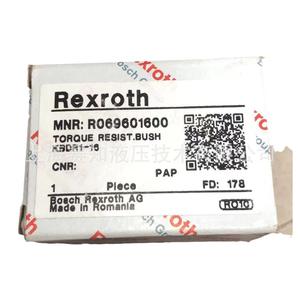 Rexroth
MNR: R069601600
TORQUE RESIST.BUSH
KBDR1-16
CNR:
PAP
1 Piece FD: 178
Bosch Rexroth AG
Made in Romania
RO10